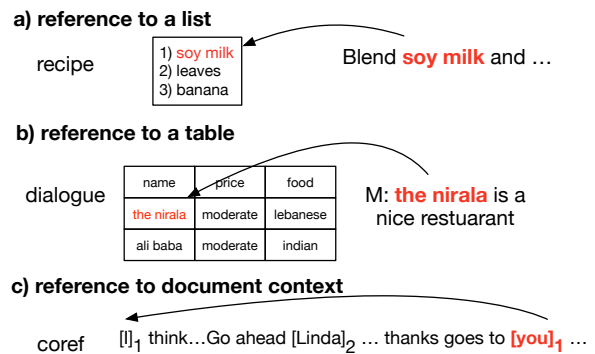 a) reference to a list
recipe
1) soy milk
2) leaves
3) banana
Blend soy milk and …
b) reference to a table
dialogue
name price food
the nirala moderate lebanese
ali baba moderate indian
M: the nirala is a
nice restuarant
c) reference to document context
coref
[I]1 think…Go ahead [Linda]2 … thanks goes to [you]1 …